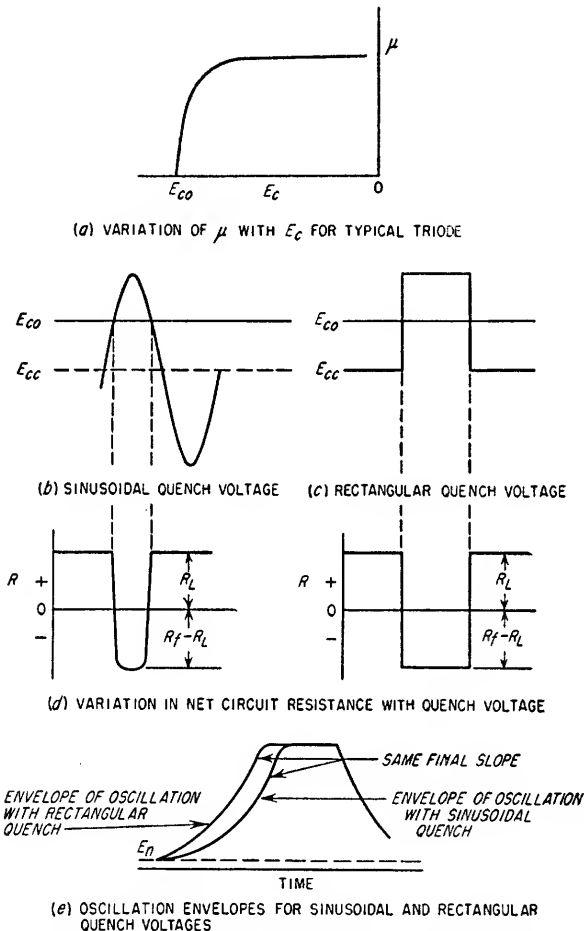 μ
E_co E_c 0
(a) VARIATION OF μ WITH E_c FOR TYPICAL TRIODE
E_co
E_cc
E_co
E_cc
(b) SINUSOIDAL QUENCH VOLTAGE
(c) RECTANGULAR QUENCH VOLTAGE
R
+
0
−
R_L
R_f−R_L
R
+
0
−
R_L
R_f−R_L
(d) VARIATION IN NET CIRCUIT RESISTANCE WITH QUENCH VOLTAGE
SAME FINAL SLOPE
ENVELOPE OF OSCILLATION
WITH RECTANGULAR
QUENCH
ENVELOPE OF OSCILLATION
WITH SINUSOIDAL
QUENCH
E_n
TIME
(e) OSCILLATION ENVELOPES FOR SINUSOIDAL AND RECTANGULAR
QUENCH VOLTAGES